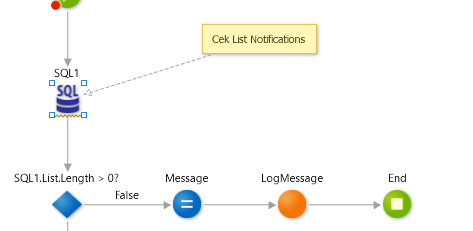 Cek List Notifications
SQL1
SQL
SQL1.List.Length > 0?
False
Message
LogMessage
End